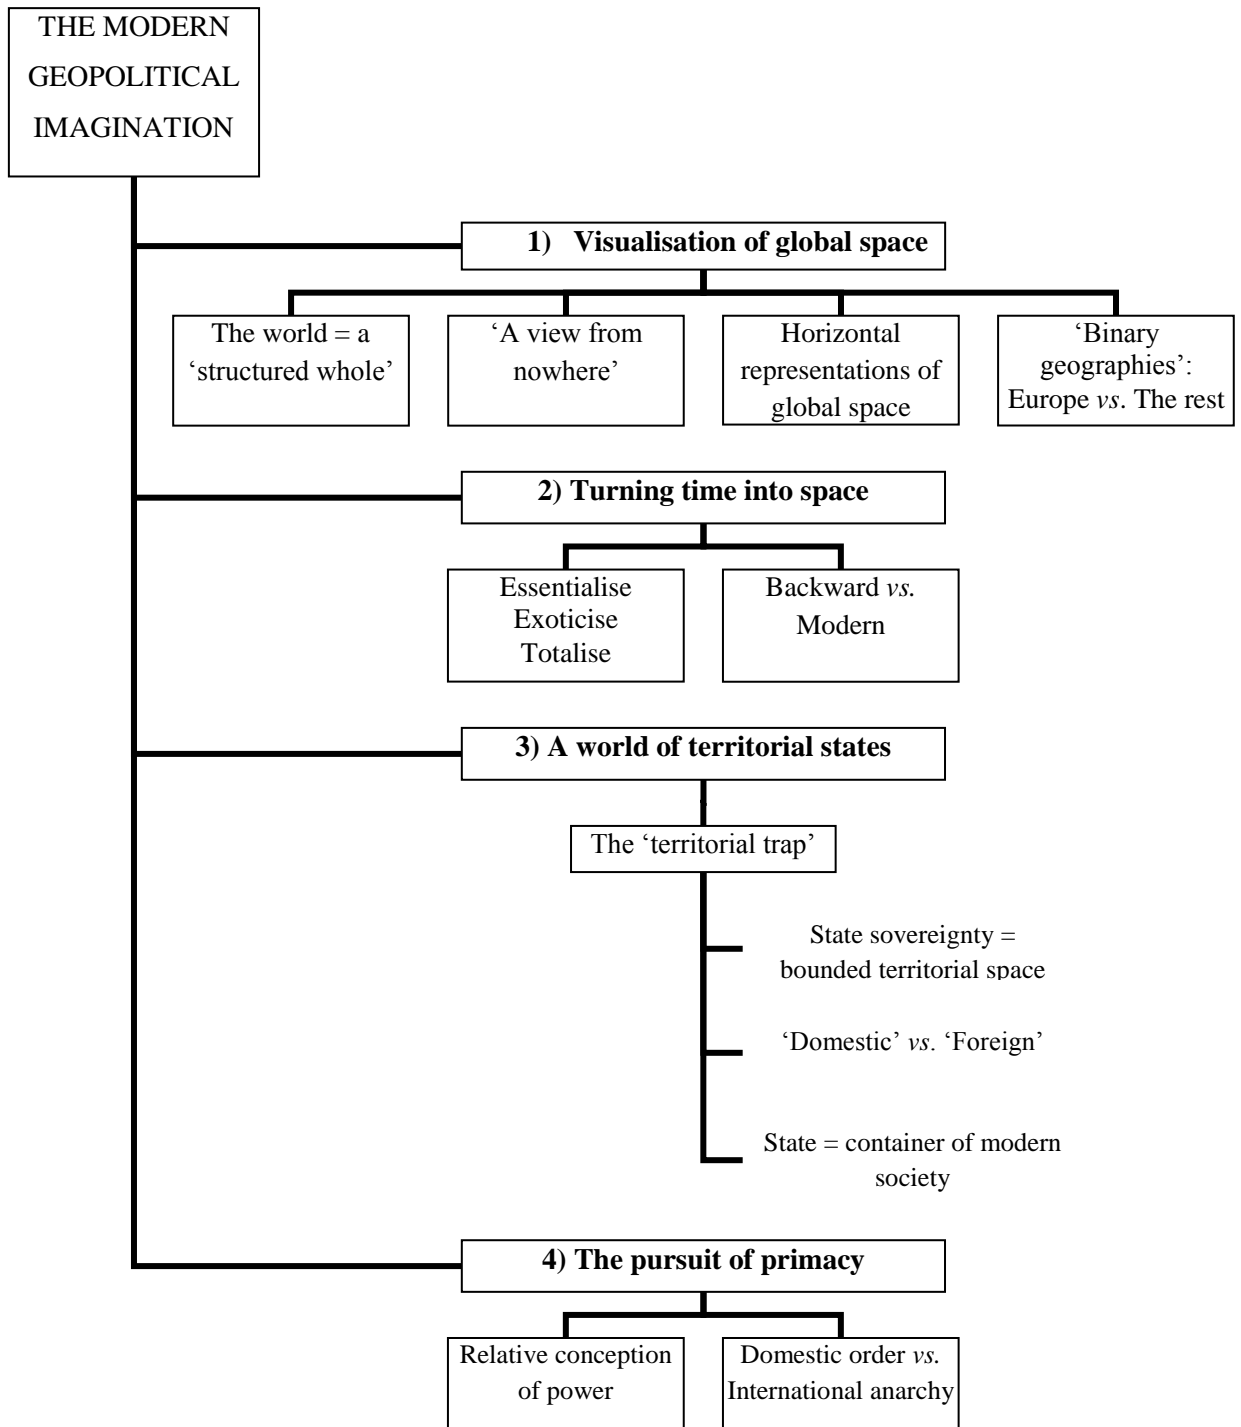 THE MODERN
GEOPOLITICAL
IMAGINATION
1) Visualisation of global space
The world = a
‘structured whole’
‘A view from
nowhere’
Horizontal
representations of
global space
‘Binary
geographies’:
Europe vs. The rest
2) Turning time into space
Essentialise
Exoticise
Totalise
Backward vs.
Modern
3) A world of territorial states
The ‘territorial trap’
State sovereignty =
bounded territorial space
‘Domestic’ vs. ‘Foreign’
State = container of modern
society
4) The pursuit of primacy
Relative conception
of power
Domestic order vs.
International anarchy